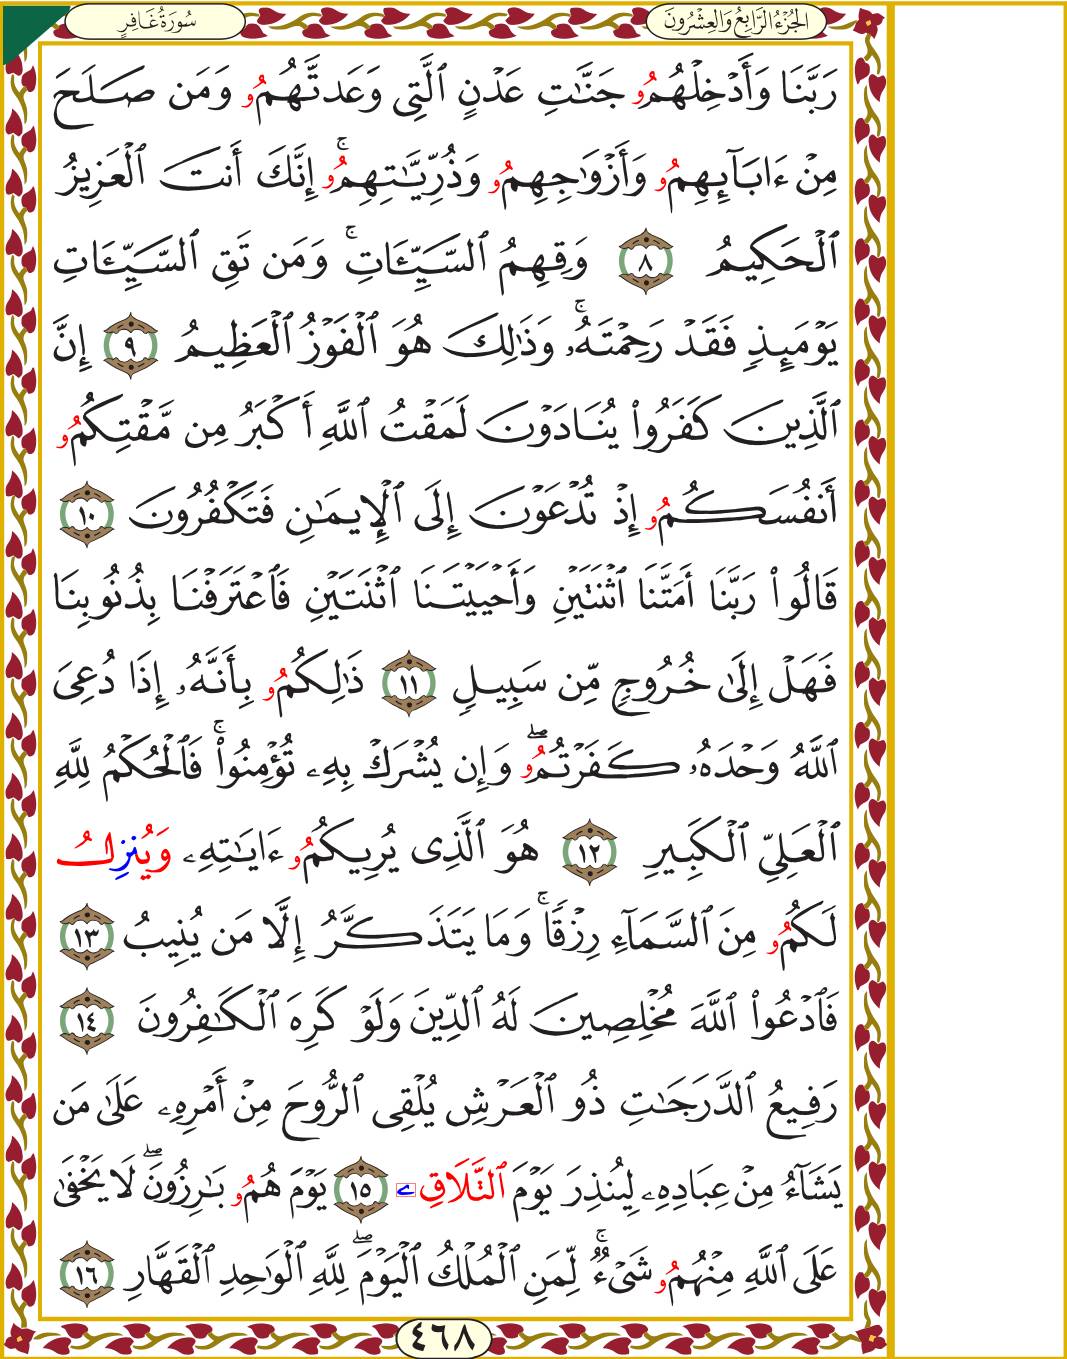 الجُزْءُ الرَّابِعُ وَالعِشْرُونَ
سُورَةُ غَافِرٍ
رَبَّنَا وَأَدْخِلْهُمُۥ جَنَّٰتِ عَدْنٍ ٱلَّتِى وَعَدتَّهُمُۥ وَمَن صَلَحَ
مِنْ ءَابَآئِهِمُۥ وَأَزْوَٰجِهِمُۥ وَذُرِّيَّٰتِهِمُۥۚ إِنَّكَ أَنتَ ٱلْعَزِيزُ
ٱلْحَكِيمُ ٨ وَقِهِمُ ٱلسَّيِّـَٔاتِۚ وَمَن تَقِ ٱلسَّيِّـَٔاتِ
يَوْمَئِذٍ فَقَدْ رَحِمْتَهُۥۚ وَذَٰلِكَ هُوَ ٱلْفَوْزُ ٱلْعَظِيمُ ٩ إِنَّ
ٱلَّذِينَ كَفَرُوا۟ يُنَادَوْنَ لَمَقْتُ ٱللَّهِ أَكْبَرُ مِن مَّقْتِكُمُۥ
أَنفُسَكُمُۥ إِذْ تُدْعَوْنَ إِلَى ٱلْإِيمَٰنِ فَتَكْفُرُونَ ١٠
قَالُوا۟ رَبَّنَا أَمَتَّنَا ٱثْنَتَيْنِ وَأَحْيَيْتَنَا ٱثْنَتَيْنِ فَٱعْتَرَفْنَا بِذُنُوبِنَا
فَهَلْ إِلَىٰ خُرُوجٍ مِّن سَبِيلٍ ١١ ذَٰلِكُمُۥ بِأَنَّهُۥ إِذَا دُعِىَ
ٱللَّهُ وَحْدَهُۥ كَفَرْتُمُۥۖ وَإِن يُشْرَكْ بِهِۦ تُؤْمِنُوا۟ۚ فَٱلْحُكْمُ لِلَّهِ
ٱلْعَلِىِّ ٱلْكَبِيرِ ١٢ هُوَ ٱلَّذِى يُرِيكُمُۥ ءَايَٰتِهِۦ وَيُنزِلُ
لَكُمُۥ مِنَ ٱلسَّمَآءِ رِزْقًاۚ وَمَا يَتَذَكَّرُ إِلَّا مَن يُنِيبُ ١٣
فَٱدْعُوا۟ ٱللَّهَ مُخْلِصِينَ لَهُ ٱلدِّينَ وَلَوْ كَرِهَ ٱلْكَٰفِرُونَ ١٤
رَفِيعُ ٱلدَّرَجَٰتِ ذُو ٱلْعَرْشِ يُلْقِى ٱلرُّوحَ مِنْ أَمْرِهِۦ عَلَىٰ مَن
يَشَآءُ مِنْ عِبَادِهِۦ لِيُنذِرَ يَوْمَ ٱلتَّلَاقِۦ ١٥ يَوْمَ هُمُۥ بَٰرِزُونَۖ لَا يَخْفَىٰ
عَلَى ٱللَّهِ مِنْهُمُۥ شَىْءٌۚ لِّمَنِ ٱلْمُلْكُ ٱلْيَوْمَۖ لِلَّهِ ٱلْوَٰحِدِ ٱلْقَهَّارِ ١٦
٤٦٨